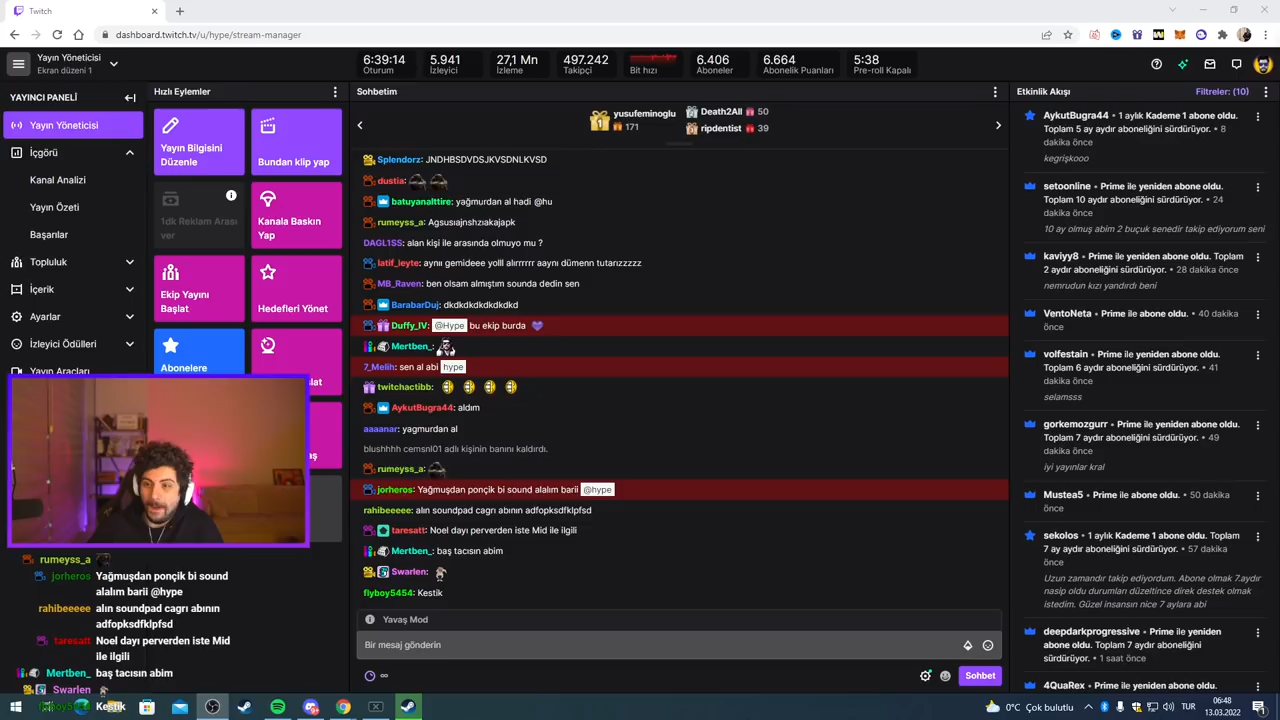 Twitch
dashboard.twitch.tv/u/hype/stream-manager
Yayın Yöneticisi
Ekran düzeni 1
6:39:14
Oturum
5.941
İzleyici
27,1 Mn
İzleme
497.242
Takipçi
Bit hızı
6.406
Aboneler
6.664
Abonelik Puanları
5:38
Pre-roll Kapalı
YAYINCI PANELİ
Yayın Yöneticisi
İçgörü
Kanal Analizi
Yayın Özeti
Başarılar
Topluluk
İçerik
Ayarlar
İzleyici Ödülleri
Yayın Araçları
Hızlı Eylemler
Yayın Bilgisini
Düzenle
Bundan klip yap
1dk Reklam Arası
ver
Kanala Baskın
Yap
Ekip Yayını
Başlat
Hedefleri Yönet
Abonelere
Sohbetim
yusufeminoglu
171
Death2All 50
ripdentist 39
Splendorz: JNDHBSDVDSJKVSDNLKVSD
dustia:
batuyanalttire: yağmurdan al hadi @hu
rumeyss_a: Agsusıajnshzıakajapk
DAGL1SS: alan kişi ile arasında olmuyo mu ?
latif_leyte: aynıı gemideee yolll alırrrrrr aaynı dümenn tutarızzzzz
MB_Raven: ben olsam almıştım sounda dedin sen
BarabarDuj: dkdkdkdkdkdkdkd
Duffy_IV: @Hype bu ekip burda
Mertben_:
7_Melih: sen al abi hype
twitchactibb:
AykutBugra44: aldım
aaaanar: yagmurdan al
blushhhh cemsnl01 adlı kişinin banını kaldırdı.
rumeyss_a:
jorheros: Yağmuşdan ponçik bi sound alalım barii @hype
rahibeeeee: alın soundpad cagrı abının adfopksdfklpfsd
taresatt: Noel dayı perverden iste Mid ile ilgili
Mertben_: baş tacısın abim
Swarlen:
flyboy5454: Kestik
Yavaş Mod
Bir mesaj gönderin
Sohbet
Etkinlik Akışı
Filtreler: (10)
AykutBugra44 • 1 aylık Kademe 1 abone oldu.
Toplam 5 ay aydır aboneliğini sürdürüyor. • 8
dakika önce
kegrişkooo
setoonline • Prime ile yeniden abone oldu.
Toplam 10 aydır aboneliğini sürdürüyor. • 24
dakika önce
10 ay olmuş abim 2 buçuk senedir takip ediyorum seni
kaviyy8 • Prime ile yeniden abone oldu. Toplam
2 aydır aboneliğini sürdürüyor. • 28 dakika önce
nemrudun kızı yandırdı beni
VentoNeta • Prime ile abone oldu. • 40 dakika
önce
volfestain • Prime ile yeniden abone oldu.
Toplam 6 aydır aboneliğini sürdürüyor. • 41
dakika önce
selamsss
gorkemozgurr • Prime ile yeniden abone oldu.
Toplam 7 aydır aboneliğini sürdürüyor. • 49
dakika önce
iyi yayınlar kral
Mustea5 • Prime ile abone oldu. • 50 dakika
önce
sekolos • 1 aylık Kademe 1 abone oldu. Toplam
7 ay aydır aboneliğini sürdürüyor. • 57 dakika
önce
Uzun zamandır takip ediyordum. Abone olmak 7.aydır
nasip oldu durumları düzeltince direk destek olmak
istedim. Güzel insansın nice 7 aylara abi
deepdarkprogressive • Prime ile yeniden
abone oldu. Toplam 7 aydır aboneliğini
sürdürüyor. • 1 saat önce
4QuaRex • Prime ile yeniden abone oldu.
rumeyss_a
jorheros Yağmuşdan ponçik bi sound
alalım barii @hype
rahibeeeee alın soundpad cagrı abının
adfopksdfklpfsd
taresatt Noel dayı perverden iste Mid
ile ilgili
Mertben_ baş tacısın abim
Swarlen
flyboy5454 Kestik
0°C Çok bulutlu
TUR
06:48
13.03.2022